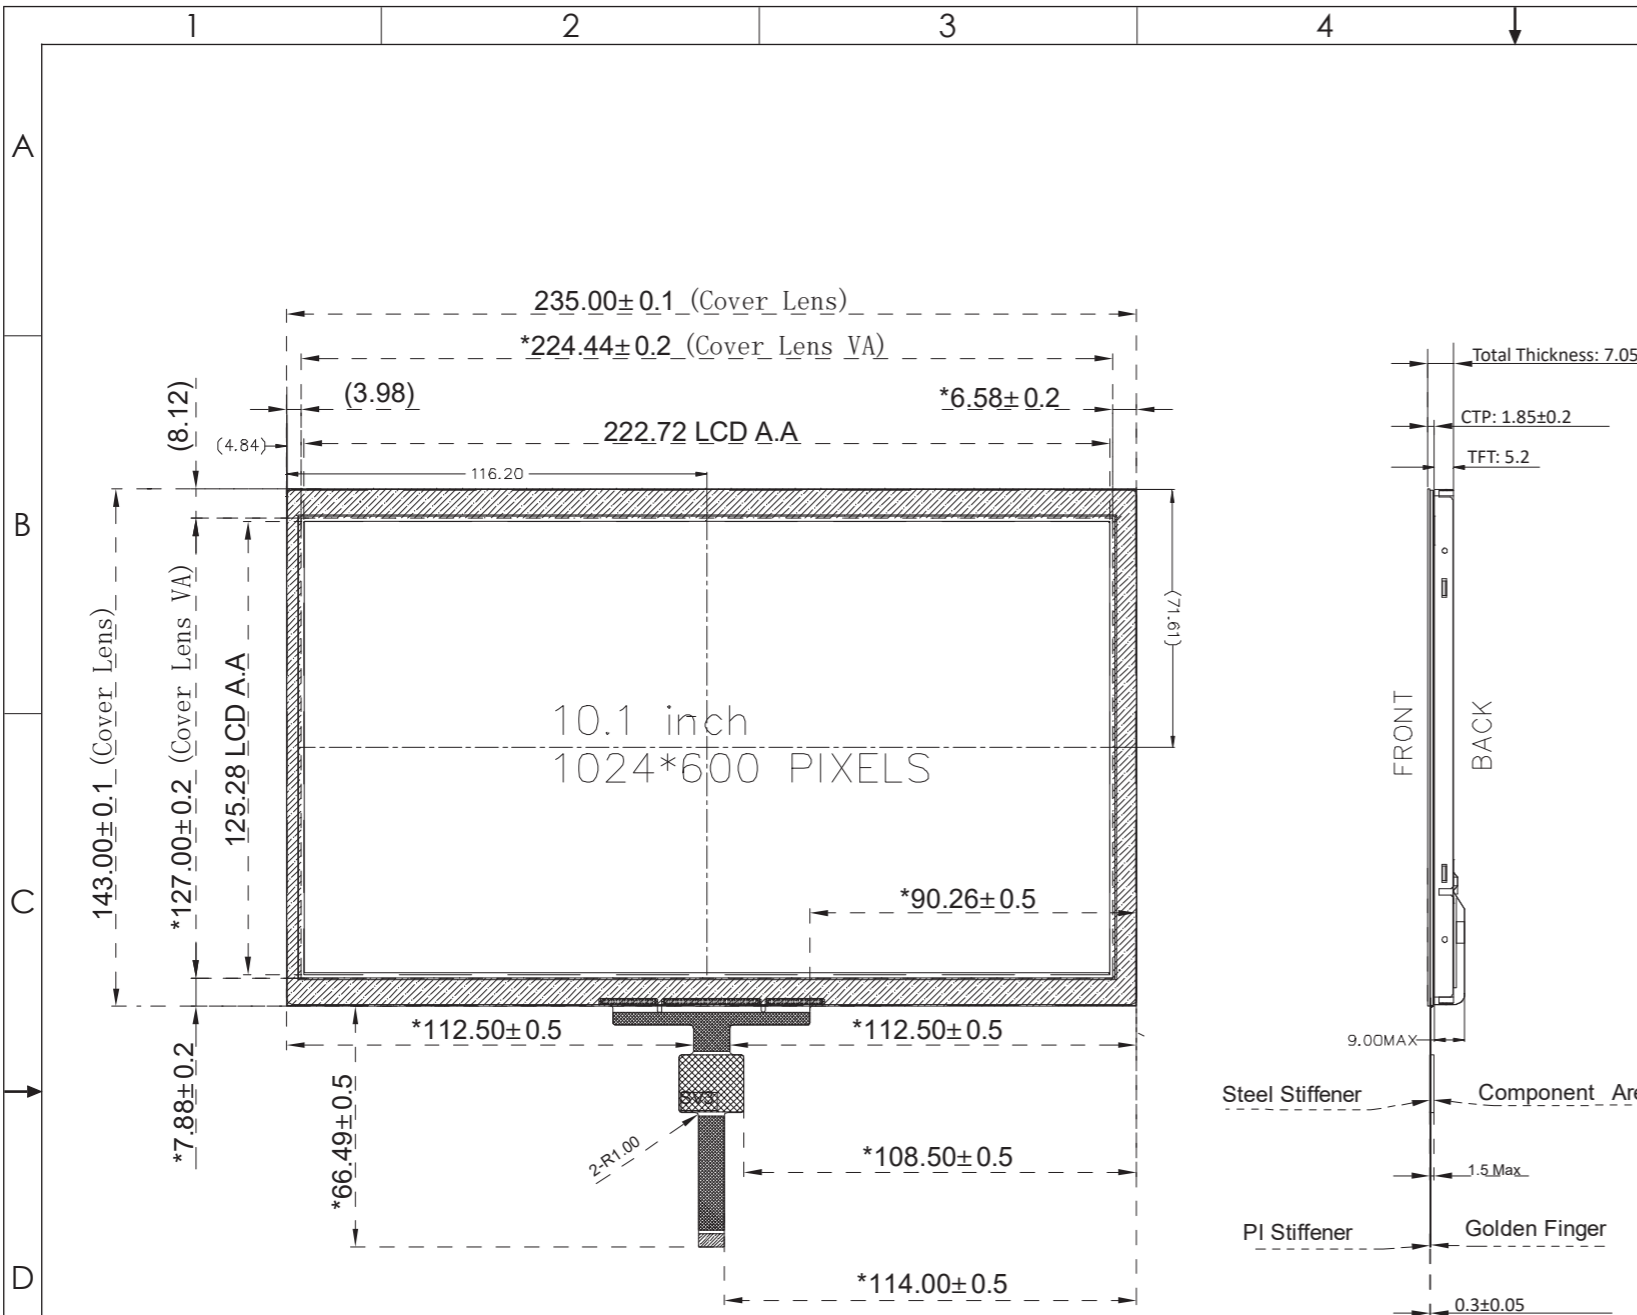 1 2 3 4
A
B
C
D
235.00±0.1 (Cover Lens)
*224.44±0.2 (Cover Lens VA)
(3.98)
*6.58±0.2
(8.12)
(4.84)
222.72 LCD A.A
116.20
143.00±0.1 (Cover Lens)
*127.00±0.2 (Cover Lens VA)
125.28 LCD A.A
(71.61)
10.1 inch
1024*600 PIXELS
*90.26±0.5
*112.50±0.5
*112.50±0.5
*7.88±0.2
*66.49±0.5
2-R1.00
*108.50±0.5
*114.00±0.5
Total Thickness: 7.05
CTP: 1.85±0.2
TFT: 5.2
FRONT
BACK
9.00MAX
Steel Stiffener
Component Are
1.5 Max
PI Stiffener
Golden Finger
0.3±0.05